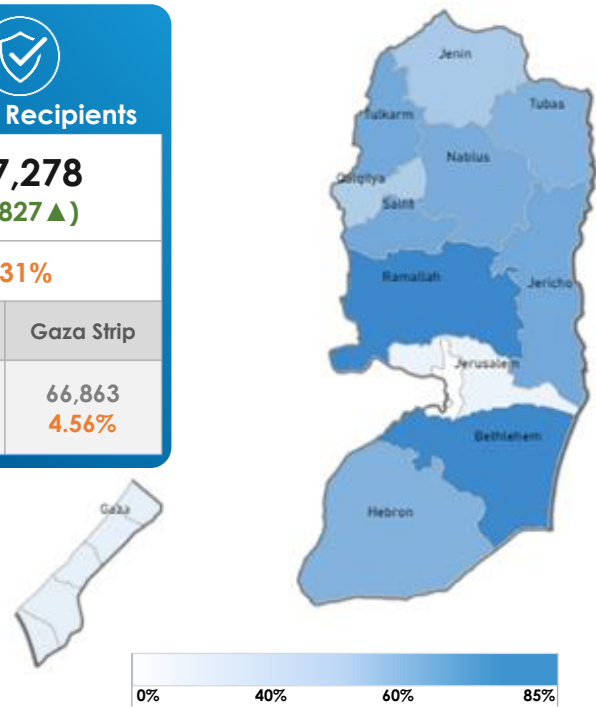 Recipients
7,278
827▲)
31%
Gaza Strip
66,863
4.56%
Jenin
Tubas
Tulkarm
Nablus
Qalqilya
Salfit
Ramallah
Jericho
Jerusalem
Bethlehem
Hebron
Gaza
0% 40% 60% 85%